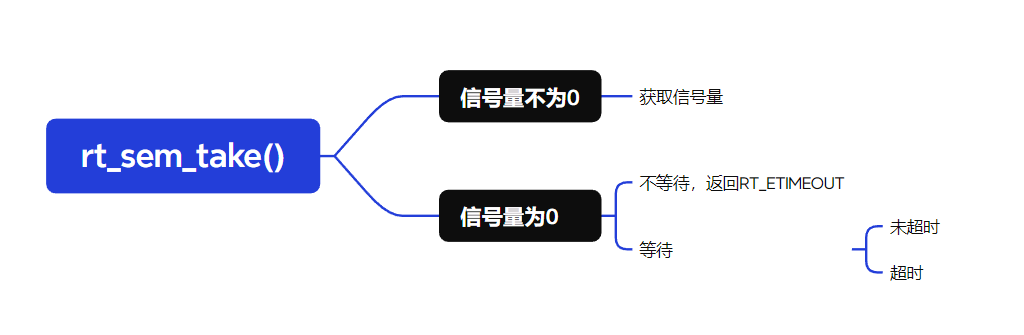 rt_sem_take()
信号量不为0
获取信号量
信号量为0
不等待，返回RT_ETIMEOUT
等待
未超时
超时